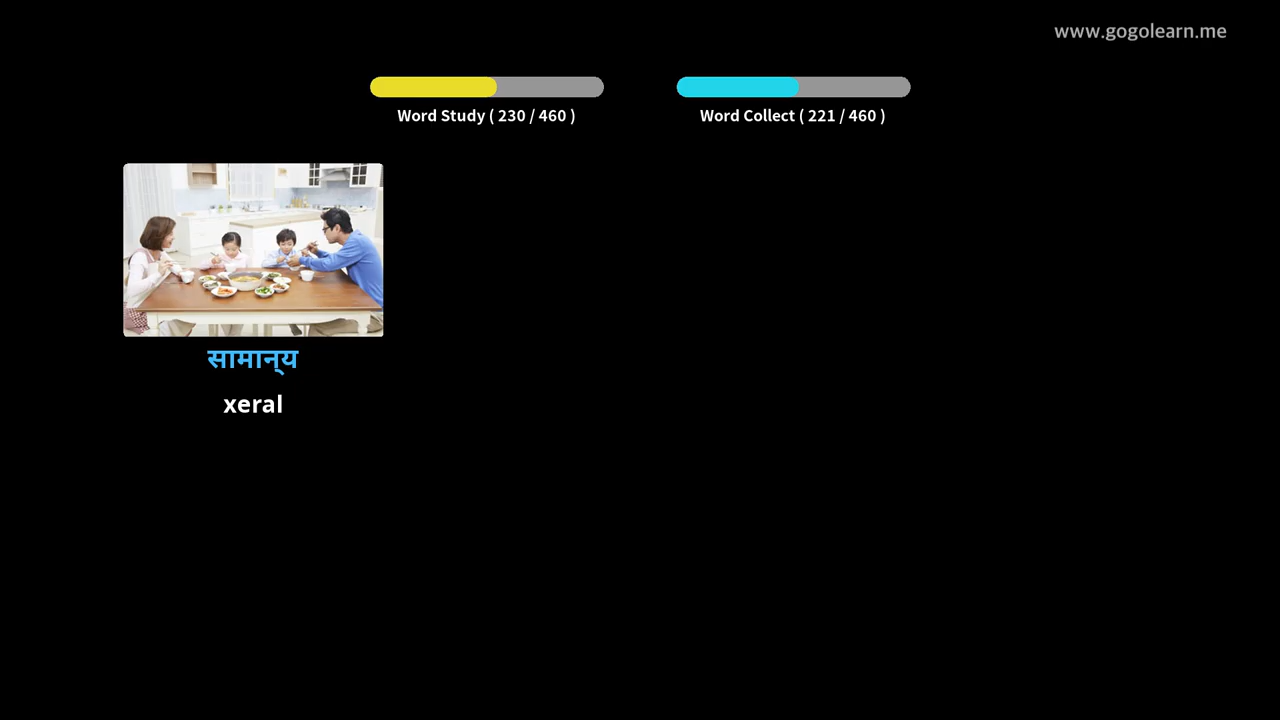 www.gogolearn.me
Word Study ( 230 / 460 )
Word Collect ( 221 / 460 )
सामान्य
xeral